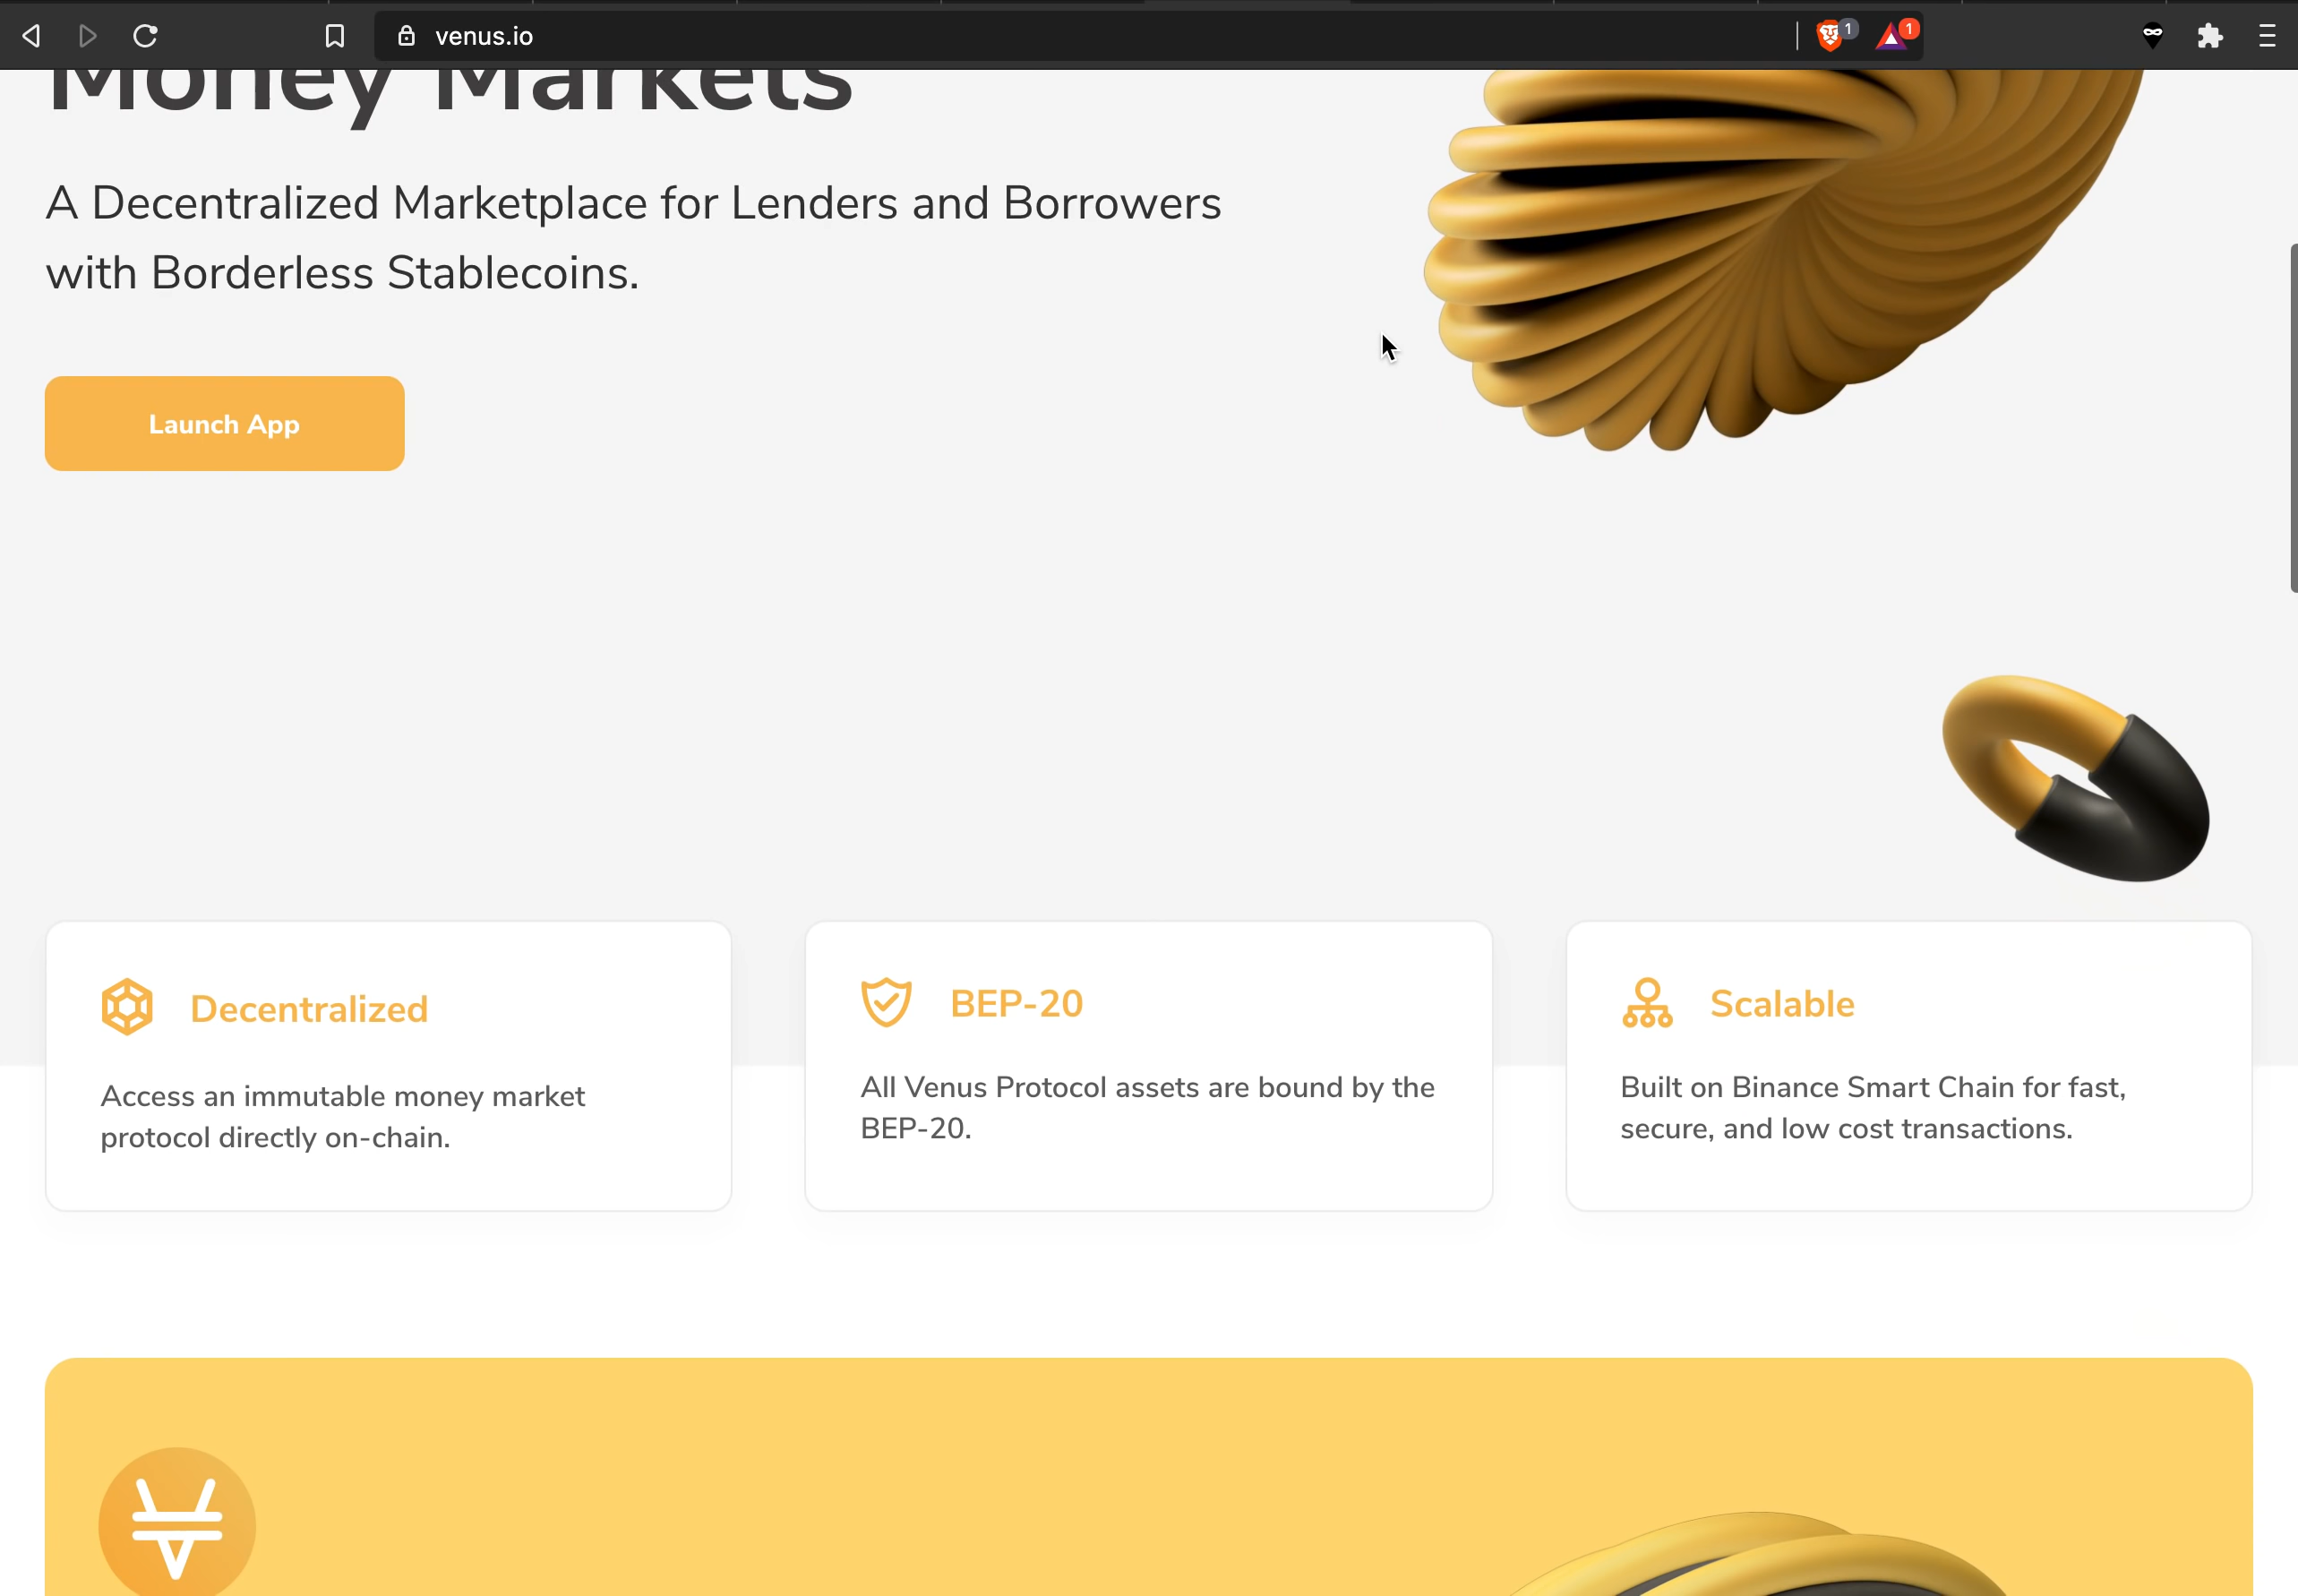 venus.io
1
1
Money Markets
A Decentralized Marketplace for Lenders and Borrowers
with Borderless Stablecoins.
Launch App
Decentralized
Access an immutable money market
protocol directly on-chain.
BEP-20
All Venus Protocol assets are bound by the
BEP-20.
Scalable
Built on Binance Smart Chain for fast,
secure, and low cost transactions.